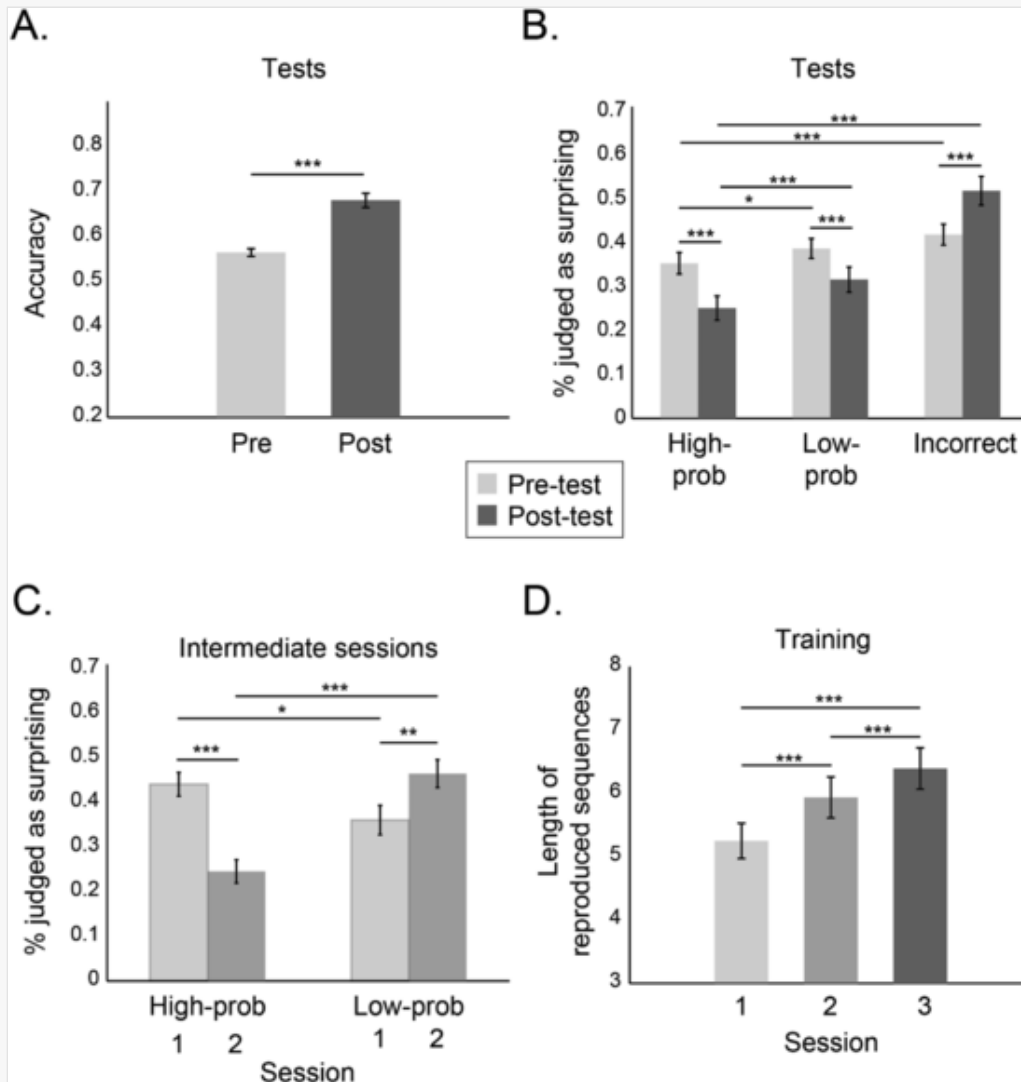 A.
Tests
Accuracy
0.8
0.7
0.6
0.5
0.4
0.3
0.2
***
Pre
Post
B.
Tests
% judged as surprising
0.7
0.6
0.5
0.4
0.3
0.2
0.1
0
***
***
***
***
*
***
***
High-
prob
Low-
prob
Incorrect
Pre-test
Post-test
C.
Intermediate sessions
% judged as surprising
0.7
0.6
0.5
0.4
0.3
0.2
0.1
0
***
*
***
**
High-prob
Low-prob
1 2 1 2
Session
D.
Training
Length of
reproduced sequences
8
7
6
5
4
3
***
***
***
1 2 3
Session